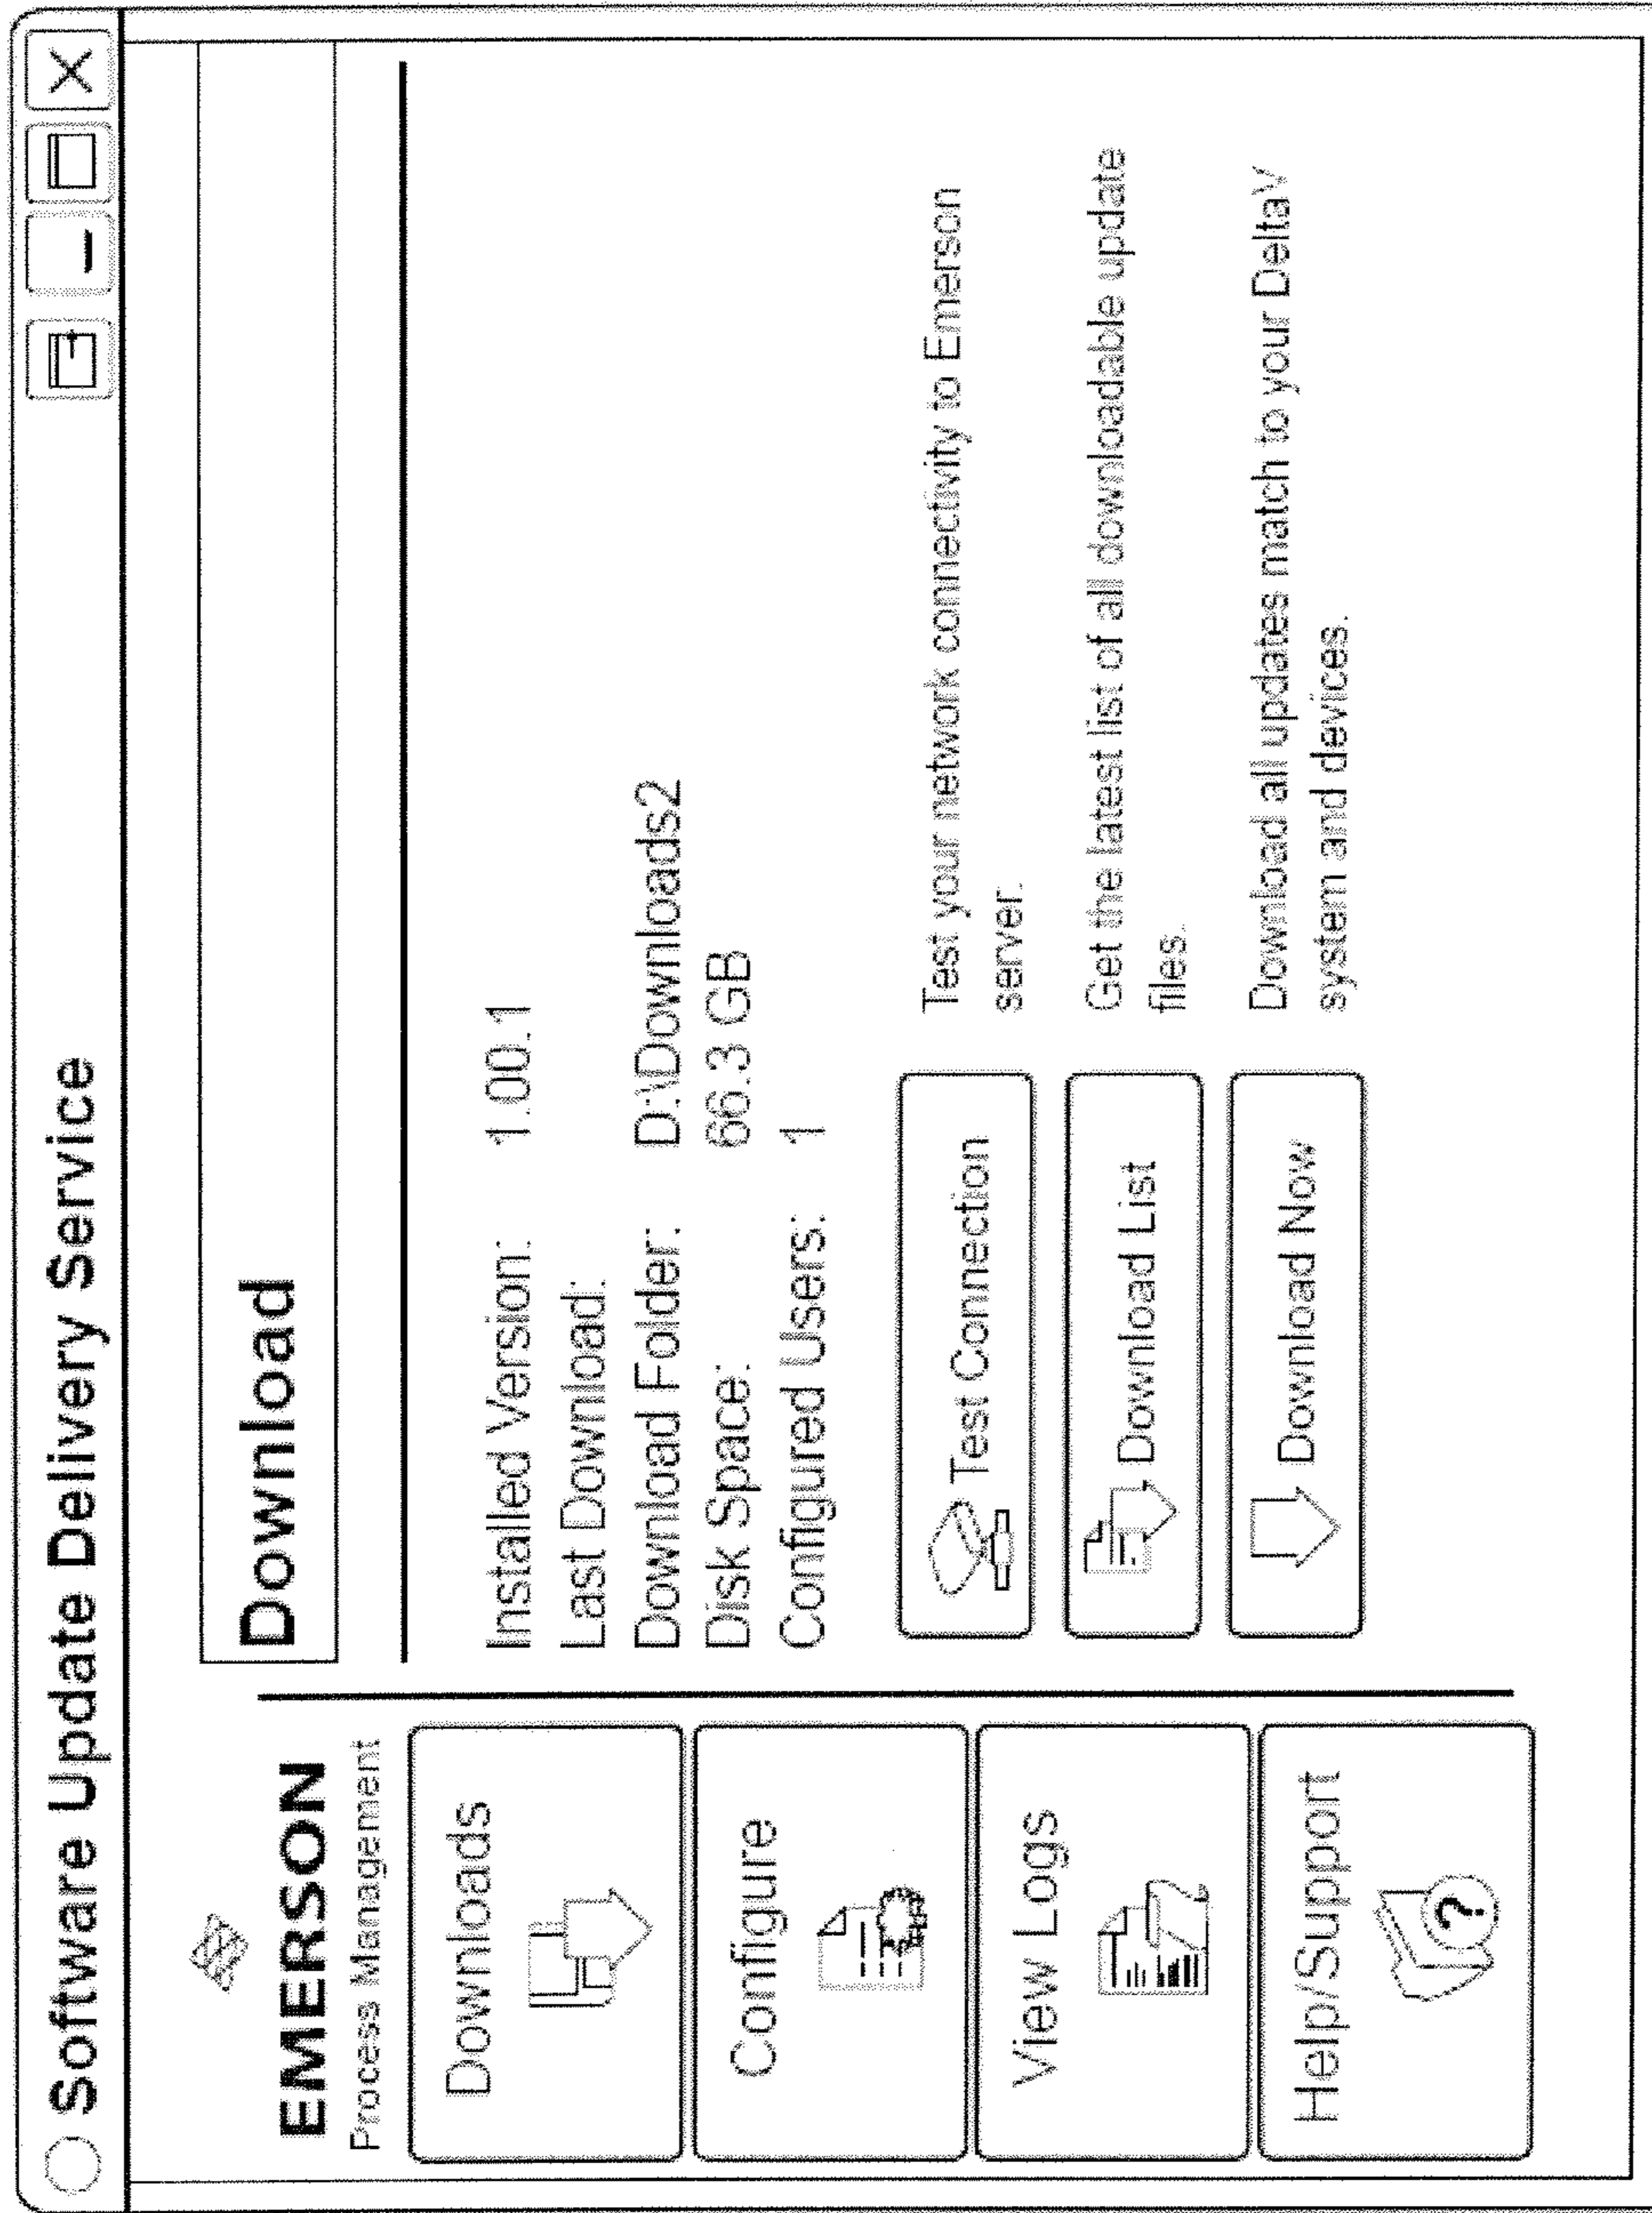 Software Update Delivery Service
EMERSON
Process Management
Downloads
Configure
View Logs
Help/Support
Download
Installed Version: 1.00.1
Last Download:
Download Folder: D:\Downloads2
Disk Space: 66.3 GB
Configured Users: 1
Test Connection
Test your network connectivity to Emerson
server.
Download List
Get the latest list of all downloadable update
files.
Download Now
Download all updates match to your DeltaV
system and devices.